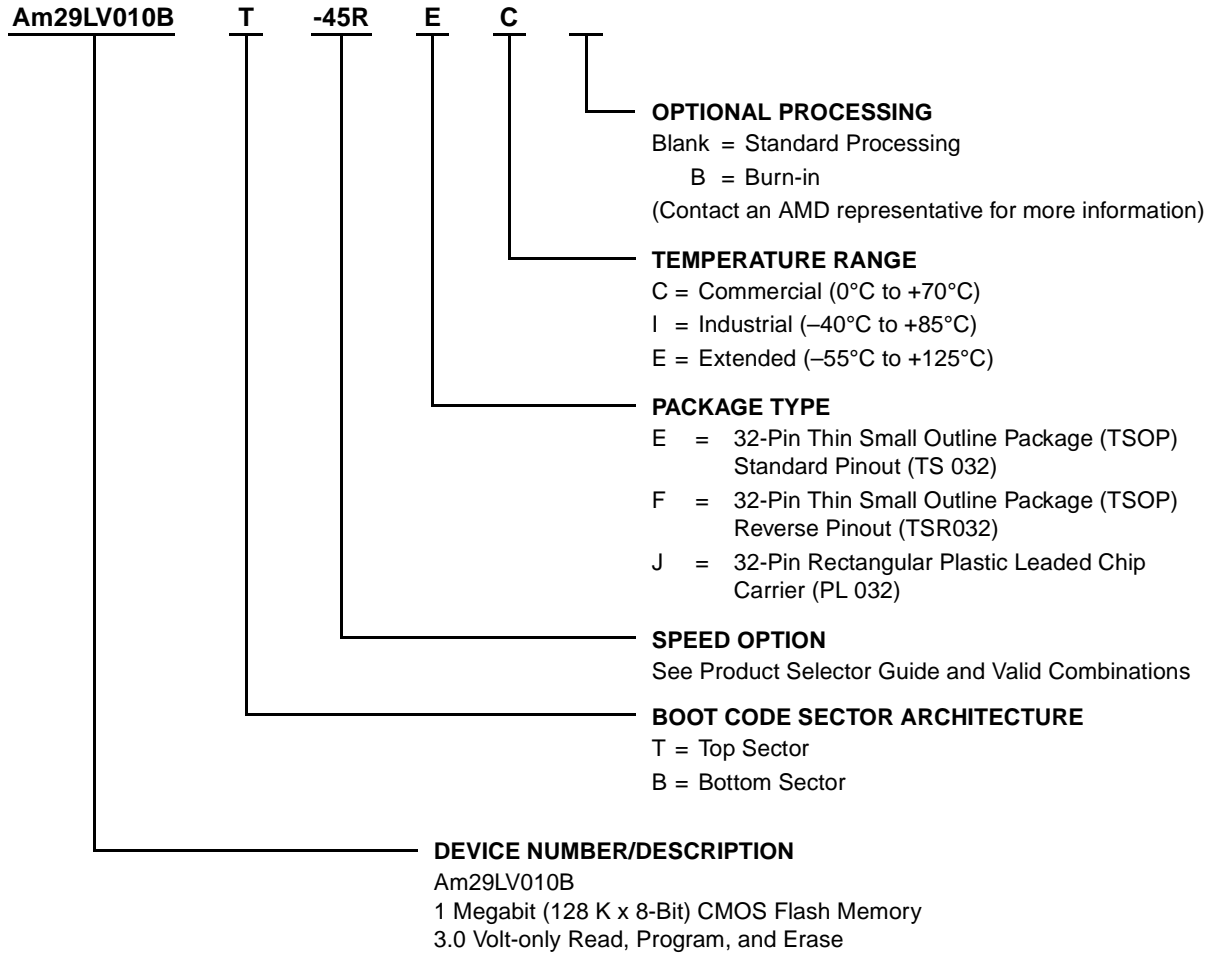 Am29LV010B T -45R E C
OPTIONAL PROCESSING
Blank = Standard Processing
B = Burn-in
(Contact an AMD representative for more information)
TEMPERATURE RANGE
C = Commercial (0°C to +70°C)
I = Industrial (–40°C to +85°C)
E = Extended (–55°C to +125°C)
PACKAGE TYPE
E = 32-Pin Thin Small Outline Package (TSOP)
Standard Pinout (TS 032)
F = 32-Pin Thin Small Outline Package (TSOP)
Reverse Pinout (TSR032)
J = 32-Pin Rectangular Plastic Leaded Chip
Carrier (PL 032)
SPEED OPTION
See Product Selector Guide and Valid Combinations
BOOT CODE SECTOR ARCHITECTURE
T = Top Sector
B = Bottom Sector
DEVICE NUMBER/DESCRIPTION
Am29LV010B
1 Megabit (128 K x 8-Bit) CMOS Flash Memory
3.0 Volt-only Read, Program, and Erase